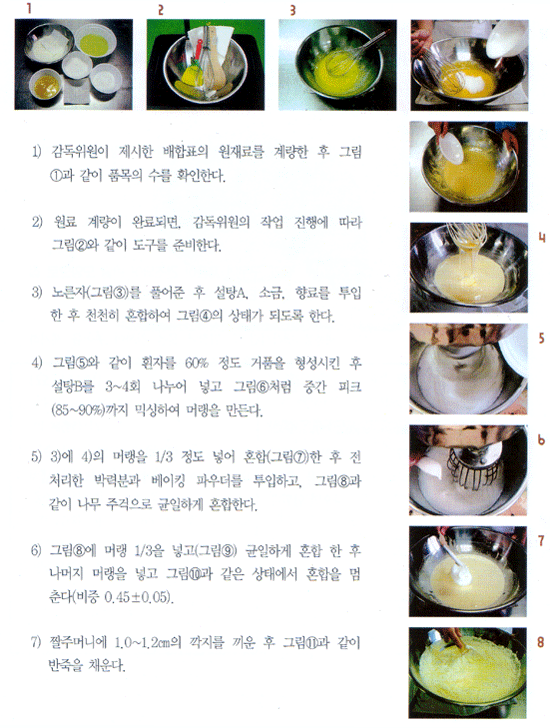 1
2
3
1) 감독위원이 제시한 배합표의 원재료를 계량한 후 그림
①과 같이 품목의 수를 확인한다.
2) 원료 계량이 완료되면, 감독위원의 작업 진행에 따라
그림②와 같이 도구를 준비한다.
4
3) 노른자(그림③)를 풀어준 후 설탕A, 소금, 향료를 투입
한 후 천천히 혼합하여 그림④의 상태가 되도록 한다.
5
4) 그림⑤와 같이 흰자를 60% 정도 거품을 형성시킨 후
설탕B를 3~4회 나누어 넣고 그림⑥처럼 중간 피크
(85~90%)까지 믹싱하여 머랭을 만든다.
6
5) 3)에 4)의 머랭을 1/3 정도 넣어 혼합(그림⑦)한 후 전
처리한 박력분과 베이킹 파우더를 투입하고, 그림⑧과
같이 나무 주걱으로 균일하게 혼합한다.
7
6) 그림⑧에 머랭 1/3을 넣고(그림⑨) 균일하게 혼합 한 후
나머지 머랭을 넣고 그림⑩과 같은 상태에서 혼합을 멈
춘다(비중 0.45±0.05).
8
7) 짤주머니에 1.0~1.2㎝의 깍지를 끼운 후 그림⑪과 같이
반죽을 채운다.